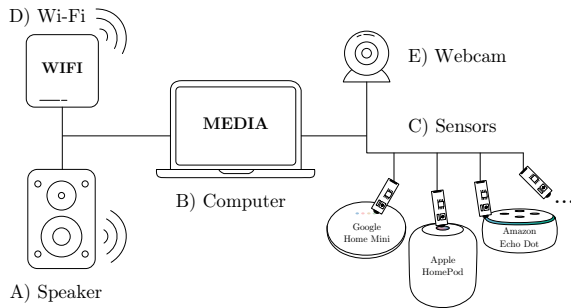 D) Wi-Fi
WIFI
E) Webcam
MEDIA
C) Sensors
B) Computer
Google
Home Mini
Amazon
Echo Dot
Apple
HomePod
A) Speaker